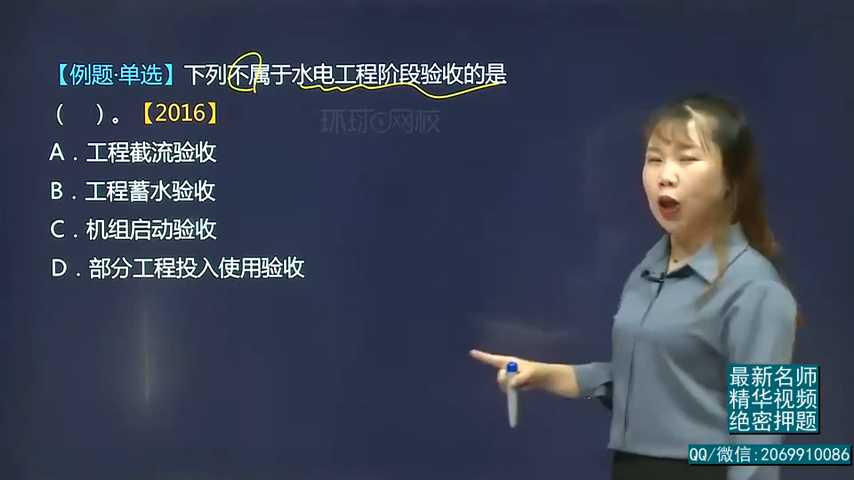 【例题·单选】下列不属于水电工程阶段验收的是
（　）。【2016】
环球网校
A．工程截流验收
B．工程蓄水验收
C．机组启动验收
D．部分工程投入使用验收
最新名师
精华视频
绝密押题
QQ/微信:2069910086